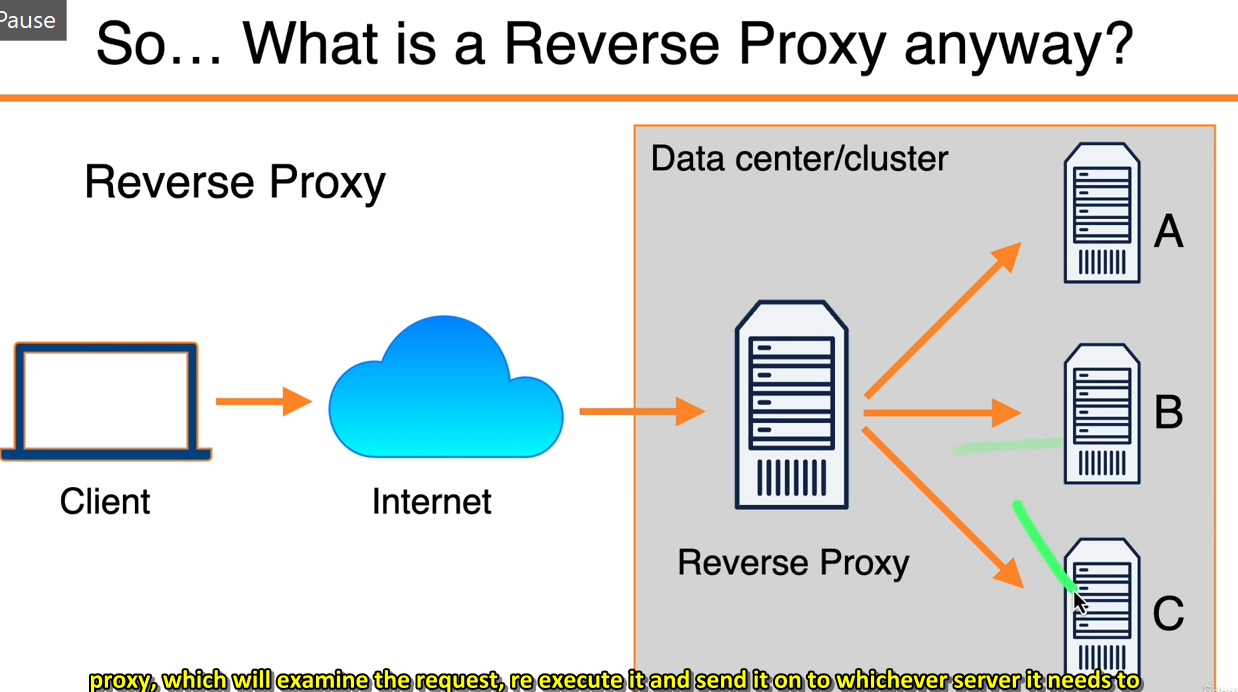 Pause
So... What is a Reverse Proxy anyway?
Reverse Proxy
Data center/cluster
A
B
C
Client
Internet
Reverse Proxy
proxy, which will examine the request, re execute it and send it on to whichever server it needs to